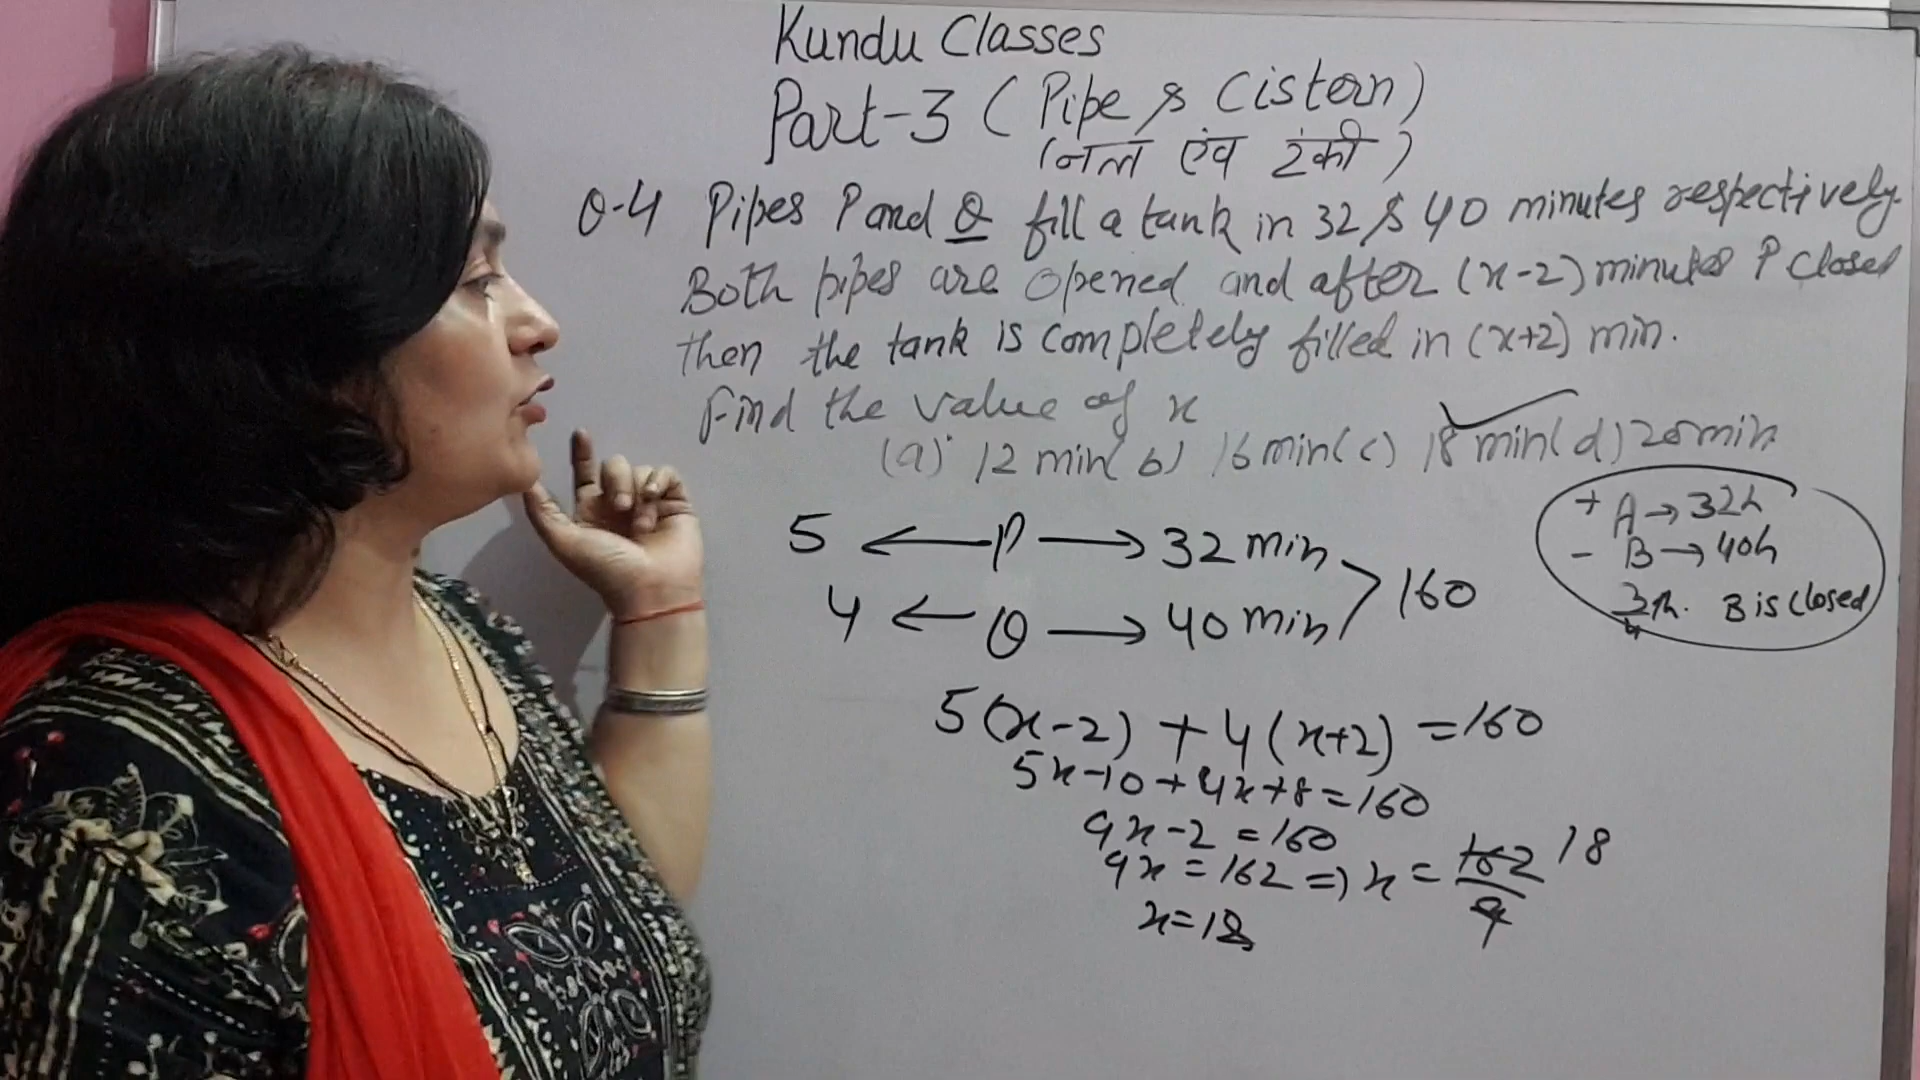 Kundu Classes
Part-3 (Pipe & Cistern)
(नल एंव टंकी)
Q-4 Pipes P and Q fill a tank in 32 & 40 minutes respectively.
Both pipes are opened and after (x-2) minutes P closed
then the tank is completely filled in (x+2) min.
Find the value of x
(a) 12 min (b) 16 min (c) 18 min (d) 20 min
+ A → 32h
- B → 40h
B is closed
5 ← P → 32 min
4 ← Q → 40 min > 160
5(x-2) + 4(x+2) = 160
5x-10+4x+8=160
9x-2 = 160
9x = 162 => x = 162/9 18
x=18